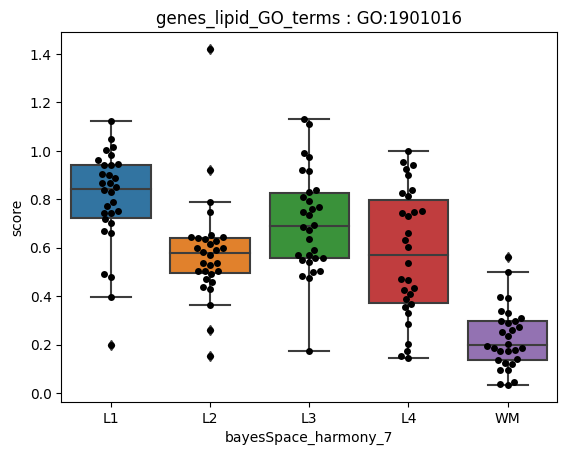 genes_lipid_GO_terms : GO:1901016
score
1.4
1.2
1.0
0.8
0.6
0.4
0.2
0.0
L1 L2 L3 L4 WM
bayesSpace_harmony_7